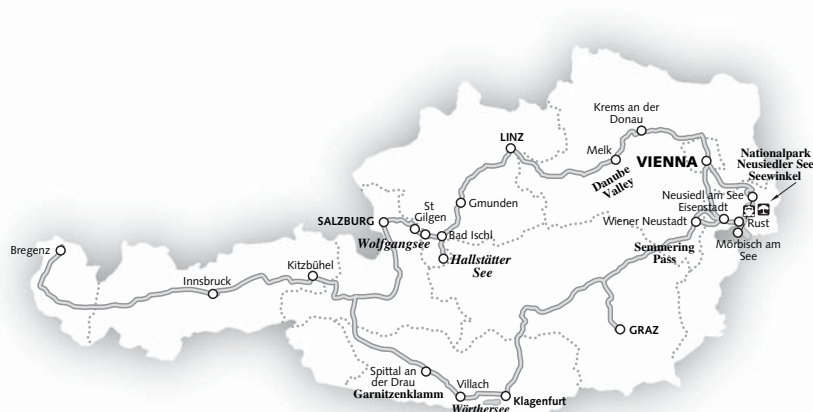 Krems an der
Donau
LINZ
Melk
VIENNA
Nationalpark
Neusiedler See
Seewinkel
Danube
Valley
Neusiedl am See
St
Gilgen
Gmunden
Eisenstadt
SALZBURG
Wiener Neustadt
Rust
Bad Ischl
Wolfgangsee
Mörbisch am
See
Bregenz
Semmering
Pass
Hallstätter
See
Kitzbühel
Innsbruck
GRAZ
Spittal an
der Drau
Garnitzenklamm
Villach
Klagenfurt
Wörthersee